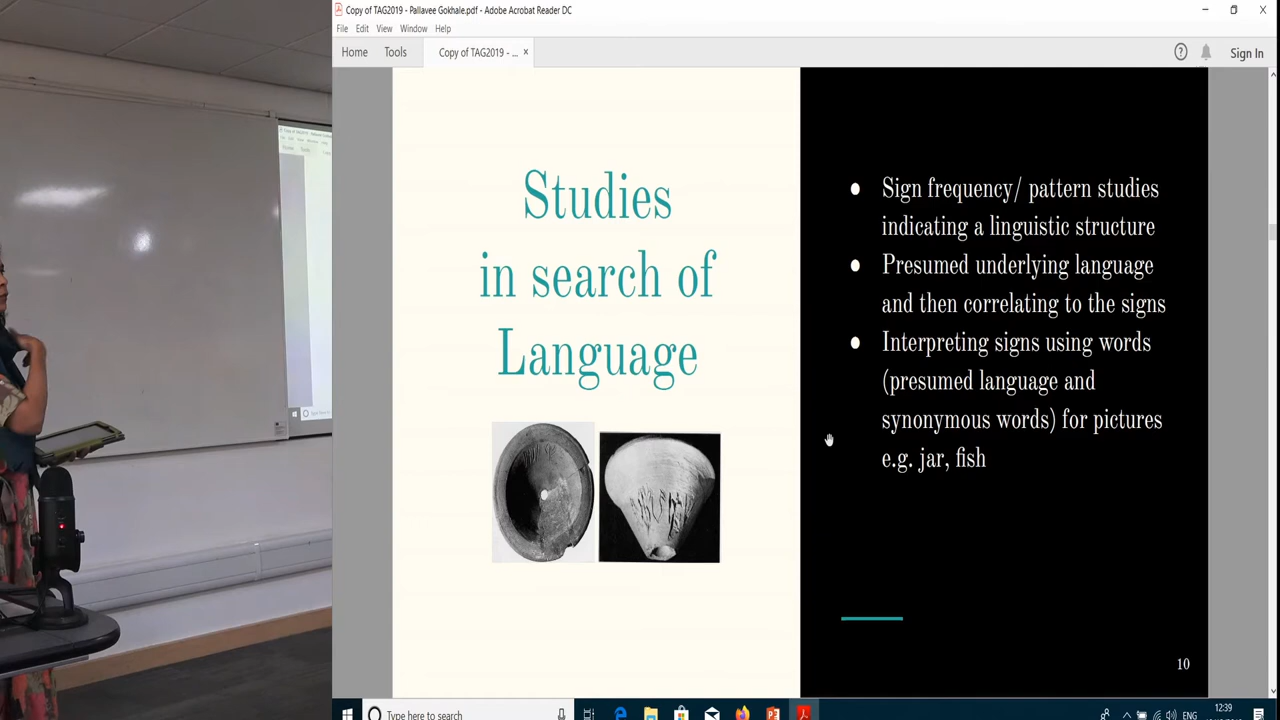 Copy of TAG2019 - Pallavee Gokhale.pdf - Adobe Acrobat Reader DC
File Edit View Window Help
Home Tools Copy of TAG2019 - ... × Sign In
Studies
in search of
Language
● Sign frequency/ pattern studies
indicating a linguistic structure
● Presumed underlying language
and then correlating to the signs
● Interpreting signs using words
(presumed language and
synonymous words) for pictures
e.g. jar, fish
10
Type here to search
ENG
12:39